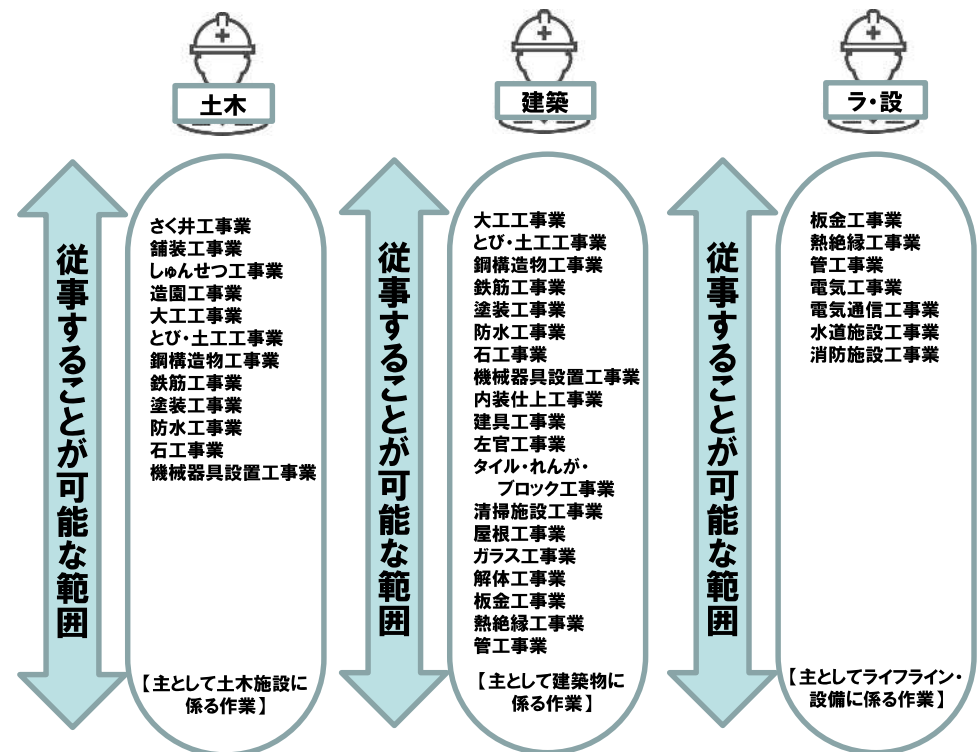 土木
従事することが可能な範囲
さく井工事業
舗装工事業
しゅんせつ工事業
造園工事業
大工工事業
とび・土工工事業
鋼構造物工事業
鉄筋工事業
塗装工事業
防水工事業
石工事業
機械器具設置工事業
【主として土木施設に
係る作業】
建築
従事することが可能な範囲
大工工事業
とび・土工工事業
鋼構造物工事業
鉄筋工事業
塗装工事業
防水工事業
石工事業
機械器具設置工事業
内装仕上工事業
建具工事業
左官工事業
タイル・れんが・
ブロック工事業
清掃施設工事業
屋根工事業
ガラス工事業
解体工事業
板金工事業
熱絶縁工事業
管工事業
【主として建築物に
係る作業】
ラ・設
従事することが可能な範囲
板金工事業
熱絶縁工事業
管工事業
電気工事業
電気通信工事業
水道施設工事業
消防施設工事業
【主としてライフライン・
設備に係る作業】